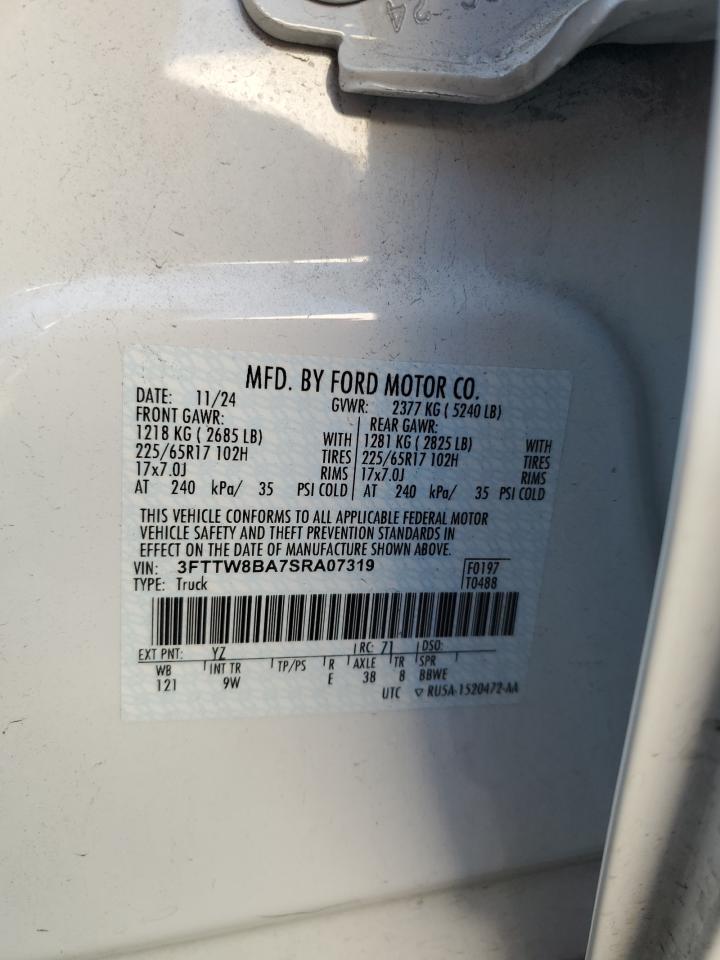 24
MFD. BY FORD MOTOR CO.
DATE: 11/24 GVWR: 2377 KG ( 5240 LB)
FRONT GAWR: REAR GAWR:
1218 KG ( 2685 LB) WITH 1281 KG ( 2825 LB) WITH
225/65R17 102H TIRES 225/65R17 102H TIRES
17x7.0J RIMS 17x7.0J RIMS
AT 240 kPa/ 35 PSI COLD AT 240 kPa/ 35 PSI COLD
THIS VEHICLE CONFORMS TO ALL APPLICABLE FEDERAL MOTOR
VEHICLE SAFETY AND THEFT PREVENTION STANDARDS IN
EFFECT ON THE DATE OF MANUFACTURE SHOWN ABOVE.
VIN: 3FTTW8BA7SRA07319 F0197
TYPE: Truck T0488
EXT PNT: YZ RC: 71 DSO:
WB INT TR TP/PS R AXLE TR SPR
121 9W E 38 8 BBWE
UTC ▽ RU5A-1520472-AA